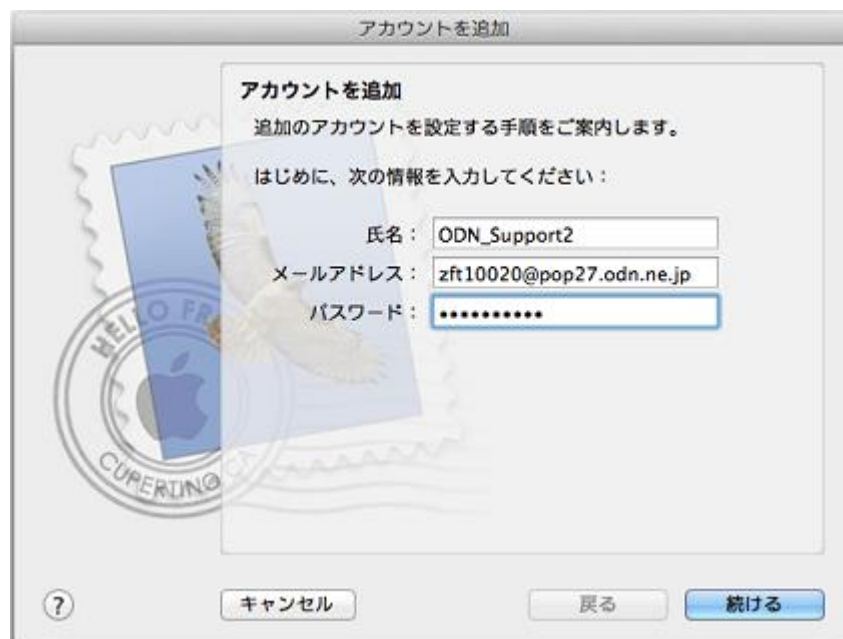 アカウントを追加
アカウントを追加
追加のアカウントを設定する手順をご案内します。
はじめに、次の情報を入力してください：
氏名： ODN_Support2
メールアドレス： zft10020@pop27.odn.ne.jp
パスワード： ••••••••••
HELLO FR
CUPERTINO CA
? キャンセル 戻る 続ける